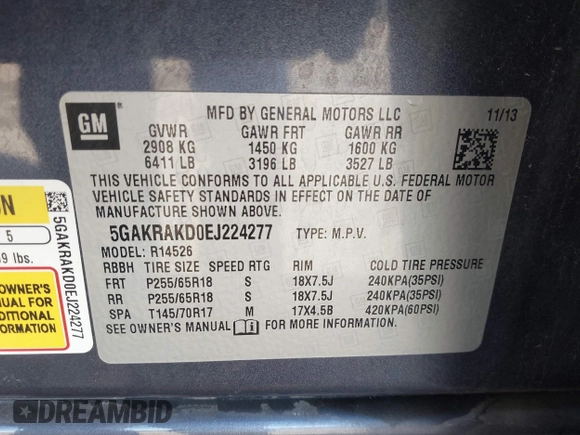 GM
MFD BY GENERAL MOTORS LLC
11/13
GVWR GAWR FRT GAWR RR
2908 KG 1450 KG 1600 KG
6411 LB 3196 LB 3527 LB
THIS VEHICLE CONFORMS TO ALL APPLICABLE U.S. FEDERAL MOTOR
VEHICLE SAFETY STANDARDS IN EFFECT ON THE DATE OF
MANUFACTURE SHOWN ABOVE.
5GAKRAKD0EJ224277 TYPE: M.P.V.
MODEL: R14526
RBBH TIRE SIZE SPEED RTG RIM COLD TIRE PRESSURE
FRT P255/65R18 S 18X7.5J 240KPA(35PSI)
RR P255/65R18 S 18X7.5J 240KPA(35PSI)
SPA T145/70R17 M 17X4.5B 420KPA(60PSI)
SEE OWNER'S MANUAL FOR MORE INFORMATION
5
lbs.
OWNER'S
MANUAL FOR
ADDITIONAL
5GAKRAKD0EJ224277
DREAMBID